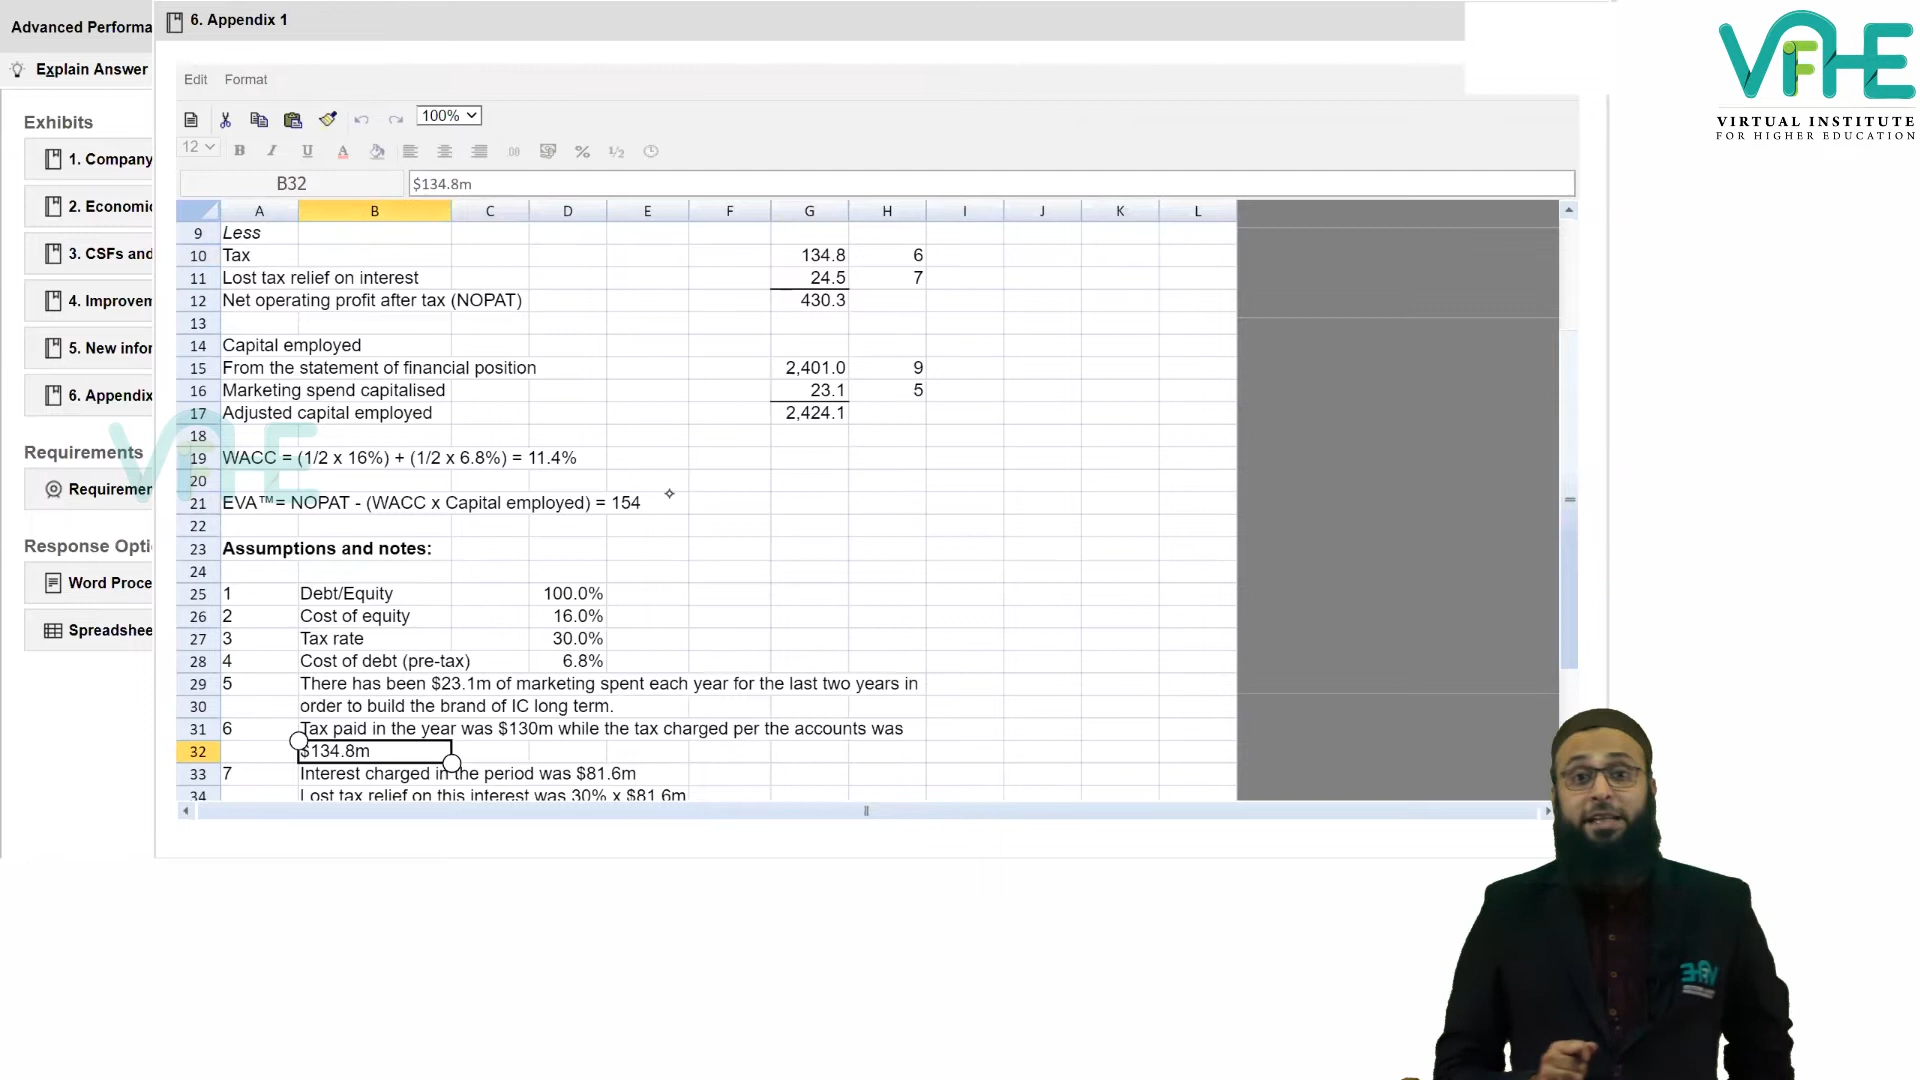 Advanced Performa
6. Appendix 1
Explain Answer
Edit Format
100%
12
B32 $134.8m
A B C D E F G H I J K L
Exhibits
1. Company
2. Economic
3. CSFs and
4. Improvem
5. New infor
6. Appendix
Requirements
Requiremen
Response Opti
Word Proce
Spreadshee
9 Less
10 Tax 134.8 6
11 Lost tax relief on interest 24.5 7
12 Net operating profit after tax (NOPAT) 430.3
13
14 Capital employed
15 From the statement of financial position 2,401.0 9
16 Marketing spend capitalised 23.1 5
17 Adjusted capital employed 2,424.1
18
19 WACC = (1/2 x 16%) + (1/2 x 6.8%) = 11.4%
20
21 EVA™= NOPAT - (WACC x Capital employed) = 154
22
23 Assumptions and notes:
24
25 1 Debt/Equity 100.0%
26 2 Cost of equity 16.0%
27 3 Tax rate 30.0%
28 4 Cost of debt (pre-tax) 6.8%
29 5 There has been $23.1m of marketing spent each year for the last two years in
30 order to build the brand of IC long term.
31 6 Tax paid in the year was $130m while the tax charged per the accounts was
32 $134.8m
33 7 Interest charged in the period was $81.6m
34 Lost tax relief on this interest was 30% x $81.6m
VIFHE
VIRTUAL INSTITUTE
FOR HIGHER EDUCATION